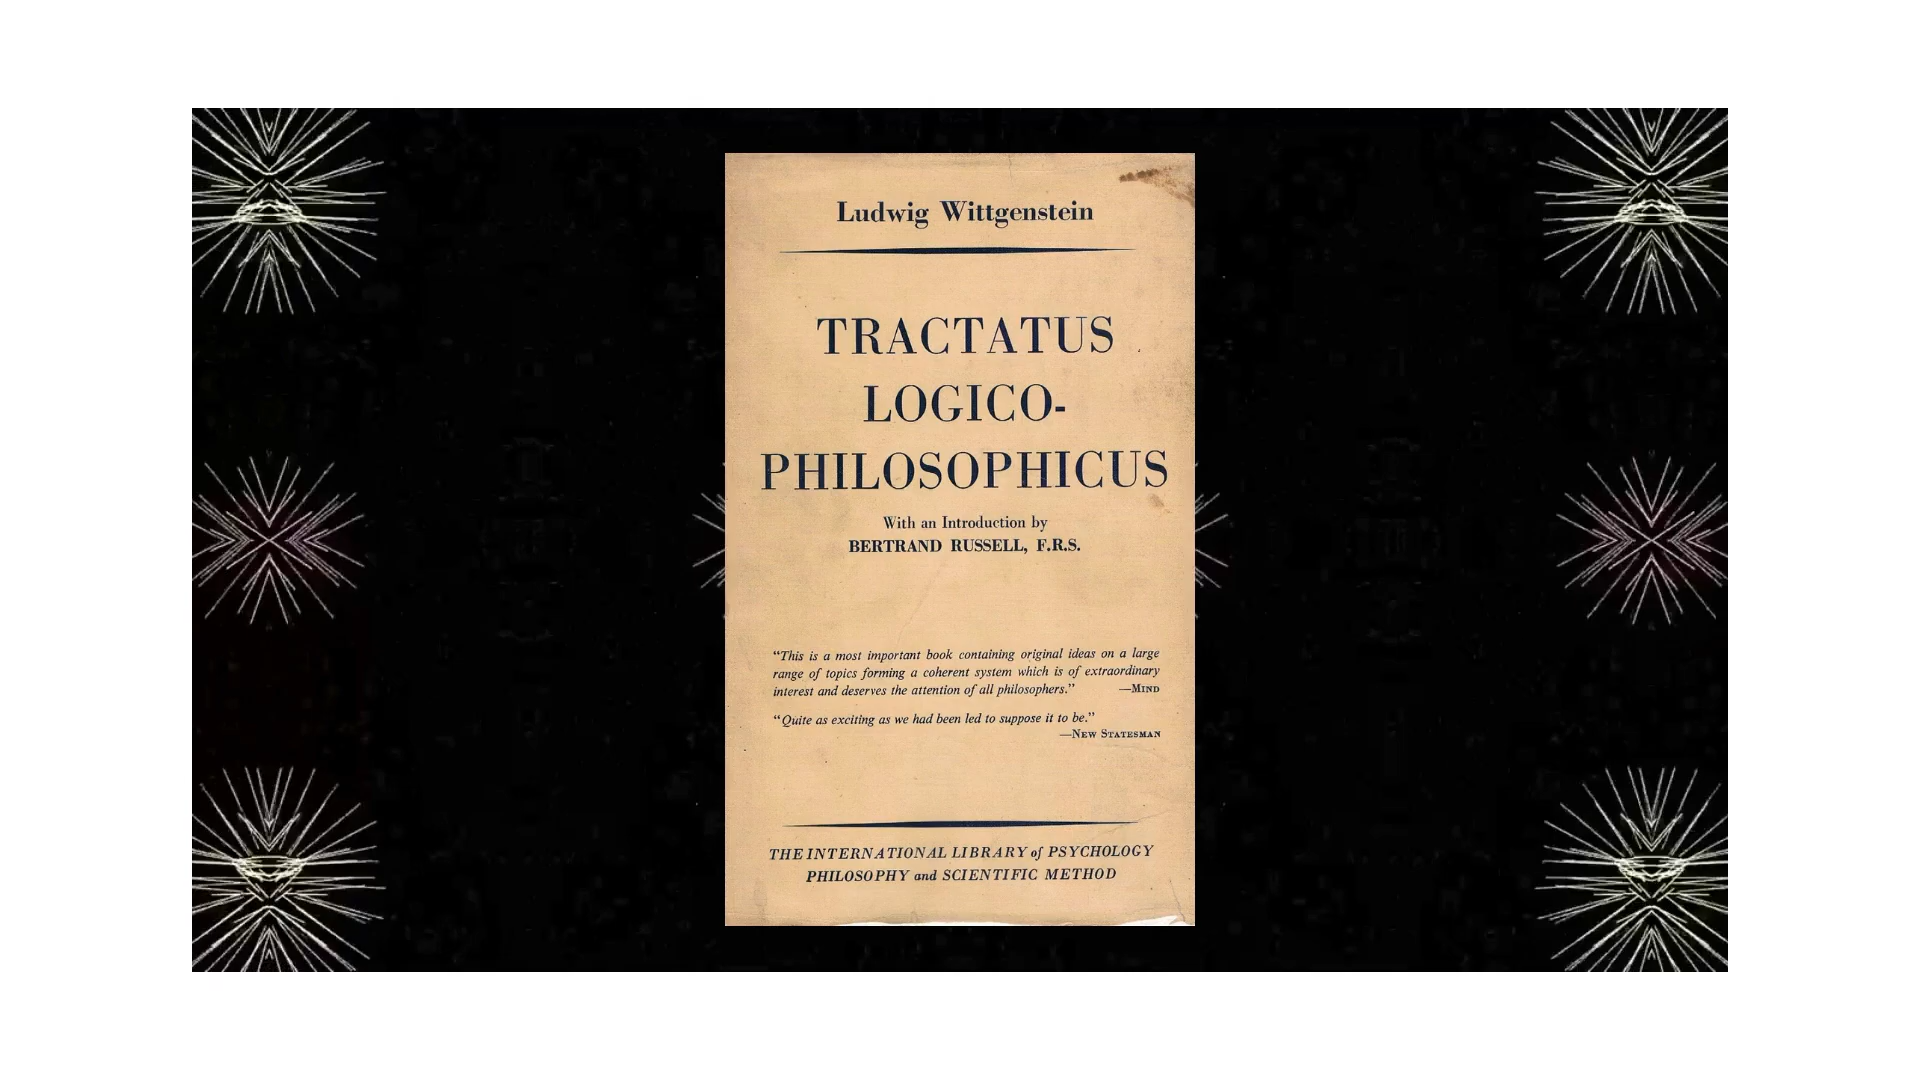 Ludwig Wittgenstein
TRACTATUS
LOGICO-
PHILOSOPHICUS
With an Introduction by
BERTRAND RUSSELL, F.R.S.
“This is a most important book containing original ideas on a large
range of topics forming a coherent system which is of extraordinary
interest and deserves the attention of all philosophers.” —MIND
“Quite as exciting as we had been led to suppose it to be.”
—NEW STATESMAN
THE INTERNATIONAL LIBRARY of PSYCHOLOGY
PHILOSOPHY and SCIENTIFIC METHOD